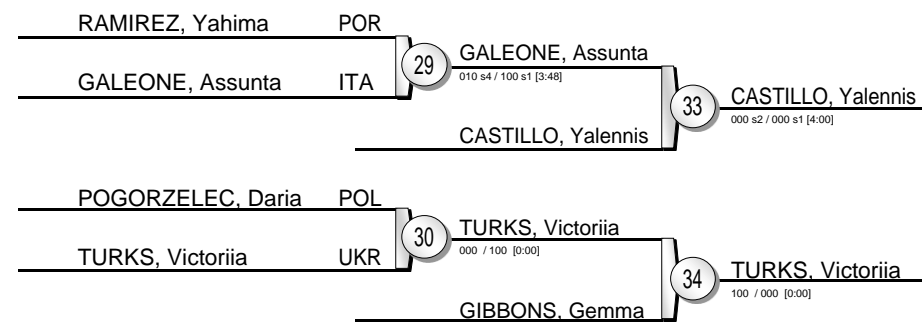 RAMIREZ, Yahima POR
GALEONE, Assunta ITA
29
GALEONE, Assunta
010 s4 / 100 s1 [3:48]
CASTILLO, Yalennis
33
CASTILLO, Yalennis
000 s2 / 000 s1 [4:00]
POGORZELEC, Daria POL
TURKS, Victoriia UKR
30
TURKS, Victoriia
000 / 100 [0:00]
GIBBONS, Gemma
34
TURKS, Victoriia
100 / 000 [0:00]